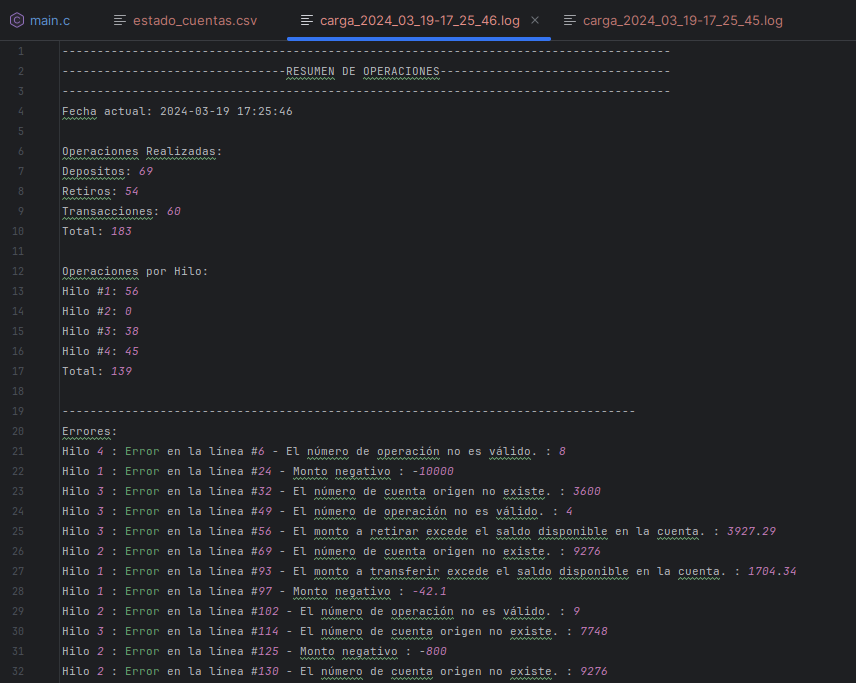 main.c estado_cuentas.csv carga_2024_03_19-17_25_46.log carga_2024_03_19-17_25_45.log
1 ---------------------------------------------------------------------------------------
2 --------------------------------RESUMEN DE OPERACIONES---------------------------------
3 ---------------------------------------------------------------------------------------
4 Fecha actual: 2024-03-19 17:25:46
5
6 Operaciones Realizadas:
7 Depositos: 69
8 Retiros: 54
9 Transacciones: 60
10 Total: 183
11
12 Operaciones por Hilo:
13 Hilo #1: 56
14 Hilo #2: 0
15 Hilo #3: 38
16 Hilo #4: 45
17 Total: 139
18
19 ----------------------------------------------------------------------------------
20 Errores:
21 Hilo 4 : Error en la línea #6 - El número de operación no es válido. : 8
22 Hilo 1 : Error en la línea #24 - Monto negativo : -10000
23 Hilo 3 : Error en la línea #32 - El número de cuenta origen no existe. : 3600
24 Hilo 3 : Error en la línea #49 - El número de operación no es válido. : 4
25 Hilo 3 : Error en la línea #56 - El monto a retirar excede el saldo disponible en la cuenta. : 3927.29
26 Hilo 2 : Error en la línea #69 - El número de cuenta origen no existe. : 9276
27 Hilo 1 : Error en la línea #93 - El monto a transferir excede el saldo disponible en la cuenta. : 1704.34
28 Hilo 1 : Error en la línea #97 - Monto negativo : -42.1
29 Hilo 2 : Error en la línea #102 - El número de operación no es válido. : 9
30 Hilo 3 : Error en la línea #114 - El número de cuenta origen no existe. : 7748
31 Hilo 2 : Error en la línea #125 - Monto negativo : -800
32 Hilo 2 : Error en la línea #130 - El número de cuenta origen no existe. : 9276